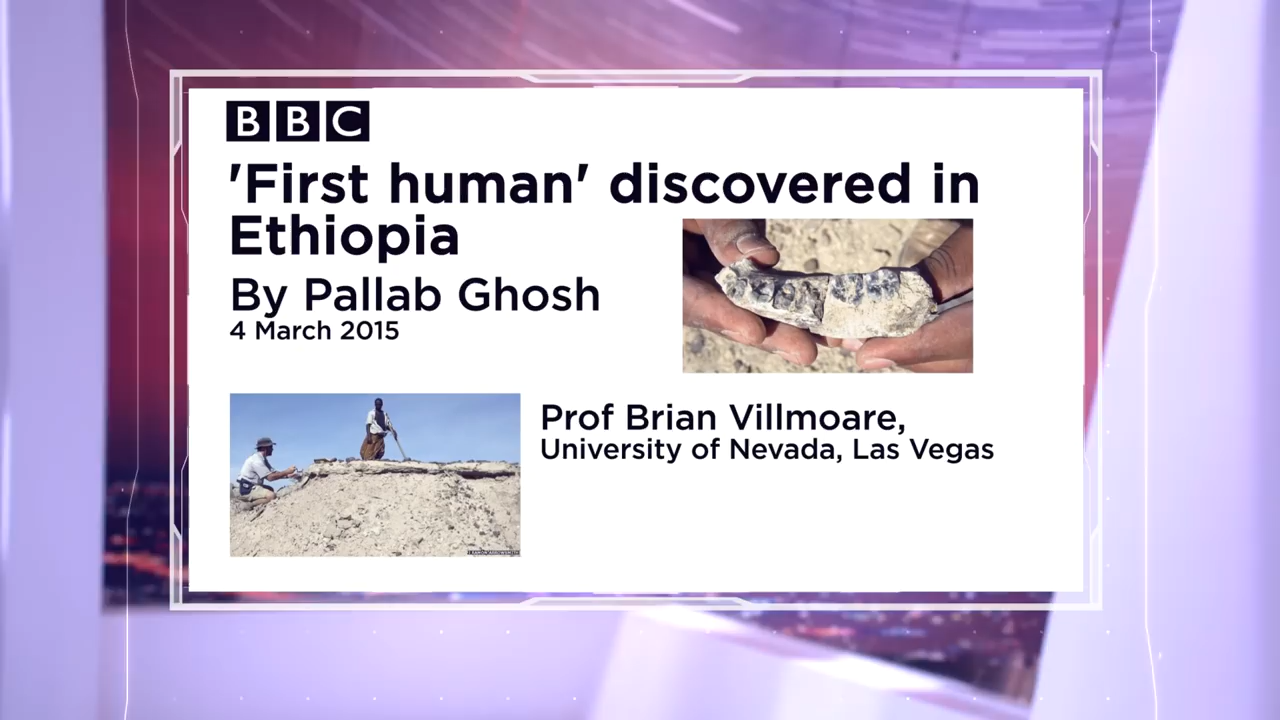 BBC
'First human' discovered in
Ethiopia
By Pallab Ghosh
4 March 2015
Prof Brian Villmoare,
University of Nevada, Las Vegas